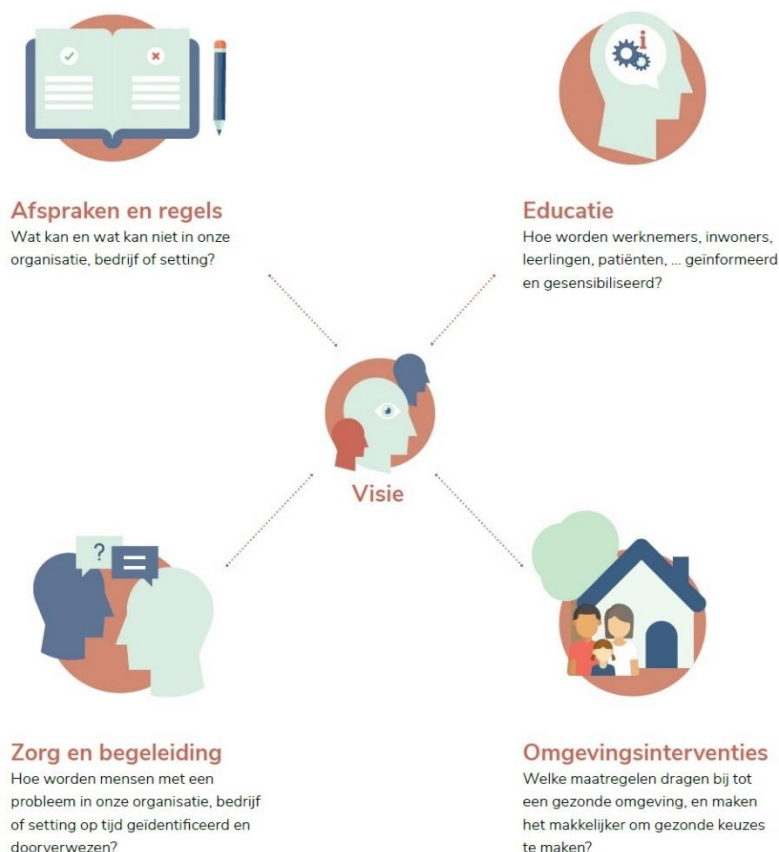 Afspraken en regels
Wat kan en wat kan niet in onze
organisatie, bedrijf of setting?
i
Educatie
Hoe worden werknemers, inwoners,
leerlingen, patiënten, ... geïnformeerd
en gesensibiliseerd?
Visie
? =
Zorg en begeleiding
Hoe worden mensen met een
probleem in onze organisatie, bedrijf
of setting op tijd geïdentificeerd en
doorverwezen?
Omgevingsinterventies
Welke maatregelen dragen bij tot
een gezonde omgeving, en maken
het makkelijker om gezonde keuzes
te maken?